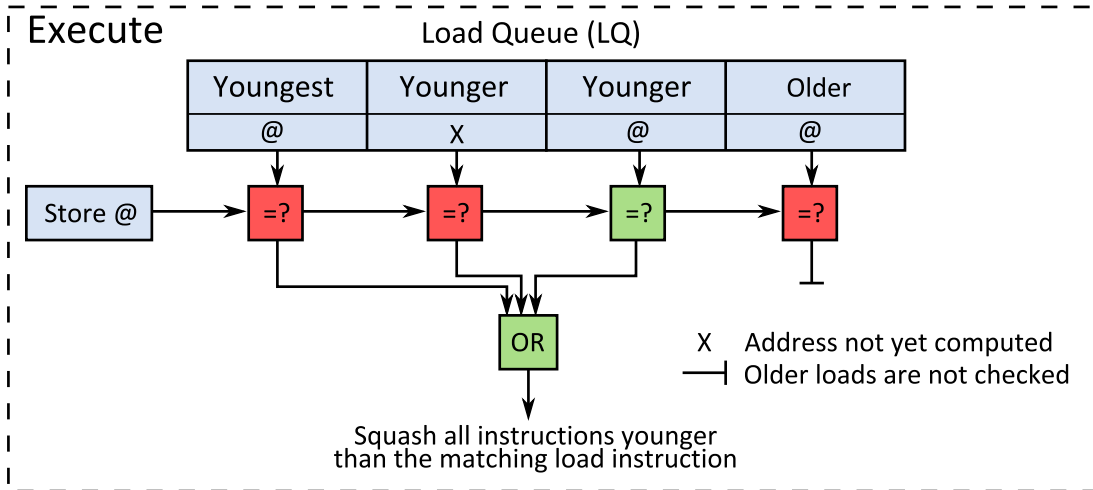 Execute
Load Queue (LQ)
Youngest Younger Younger Older
@ X @ @
Store @ =? =? =? =?
OR
X Address not yet computed
Older loads are not checked
Squash all instructions younger
than the matching load instruction